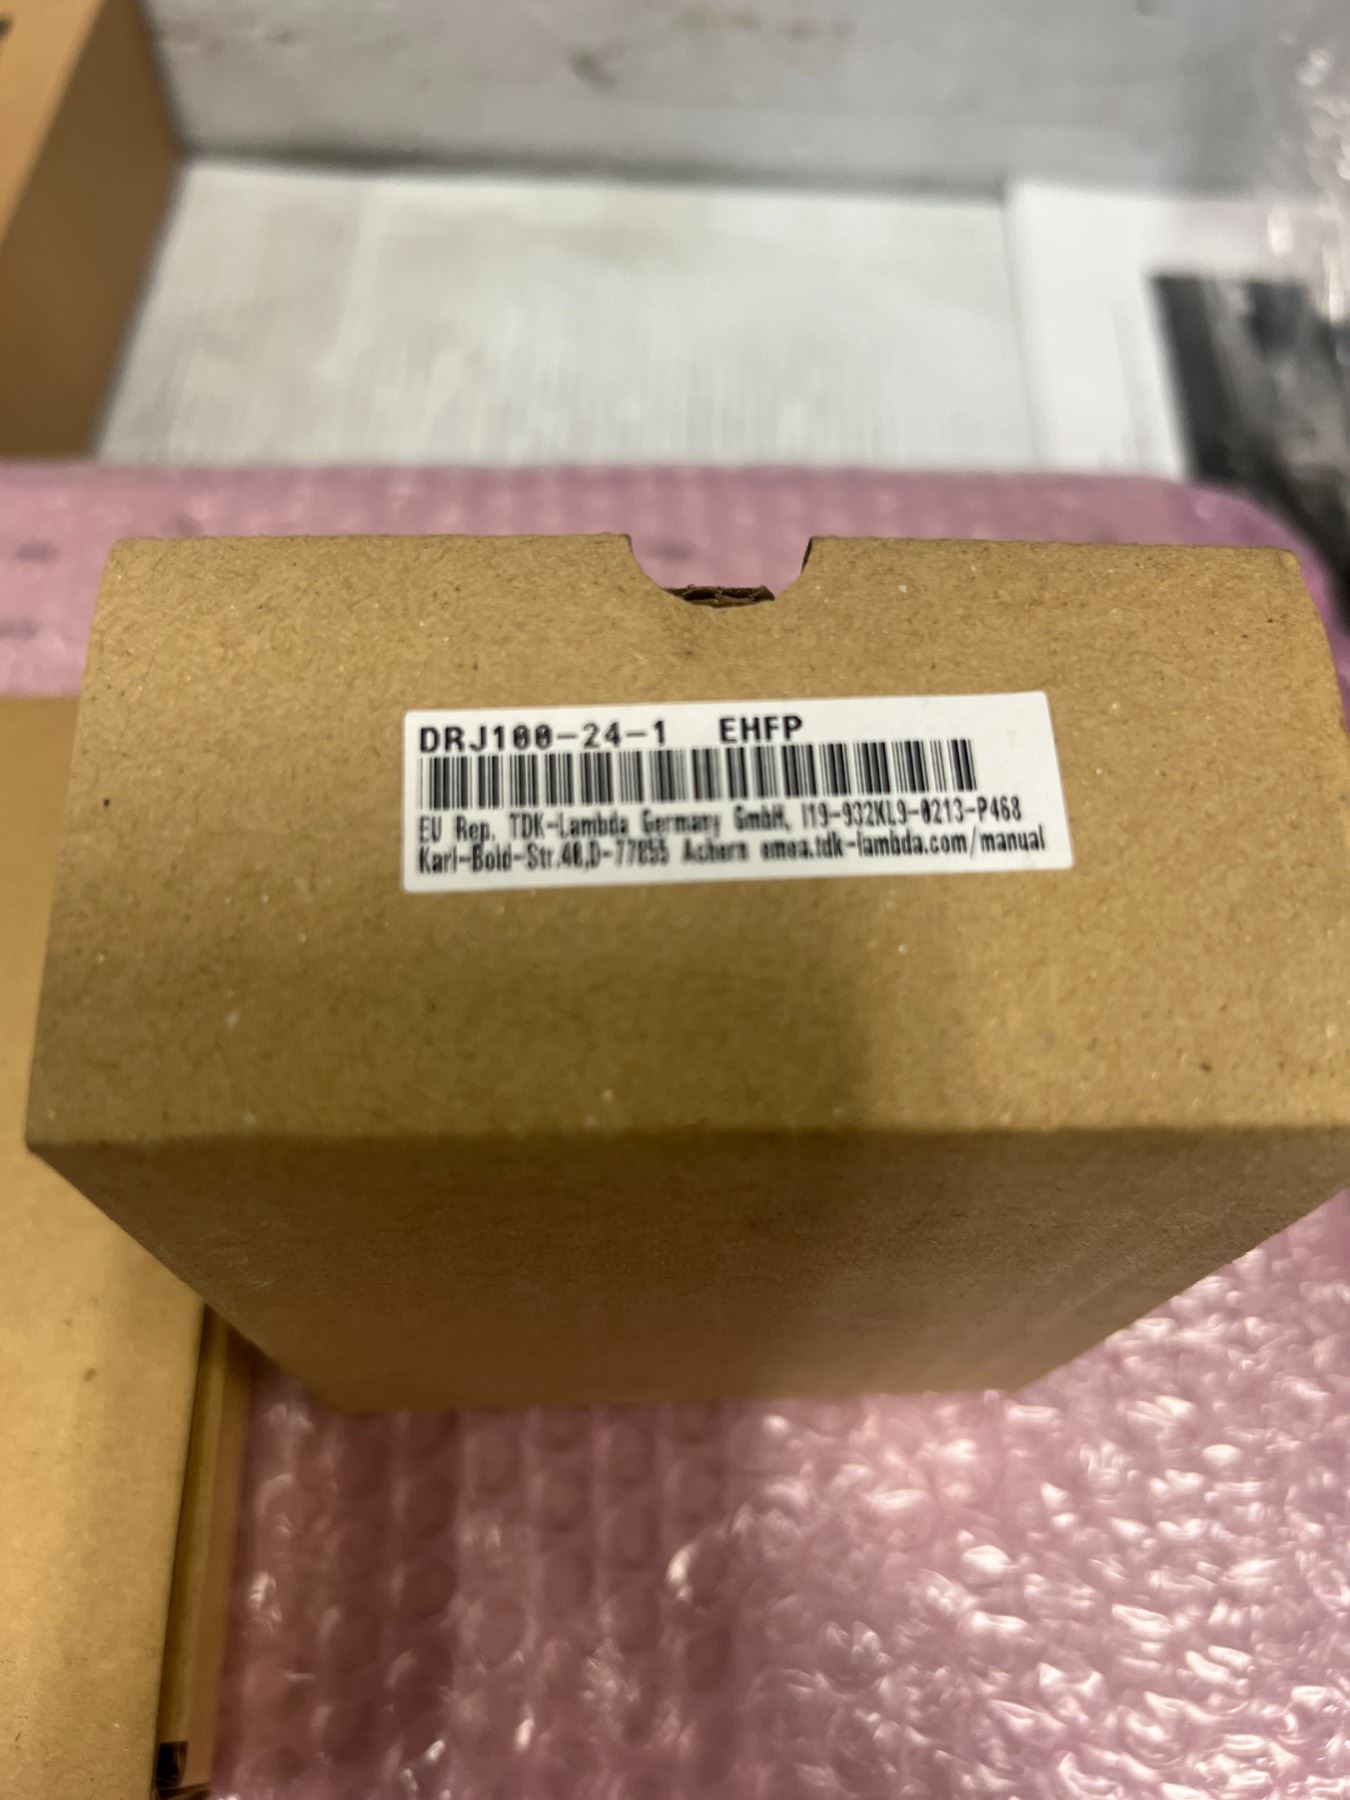 DRJ100-24-1 EHFP
EU Rep. TDK-Lambda Germany GmbH, I19-932KL9-0213-P468
Karl-Bold-Str.40,D-77855 Achern emea.tdk-lambda.com/manual